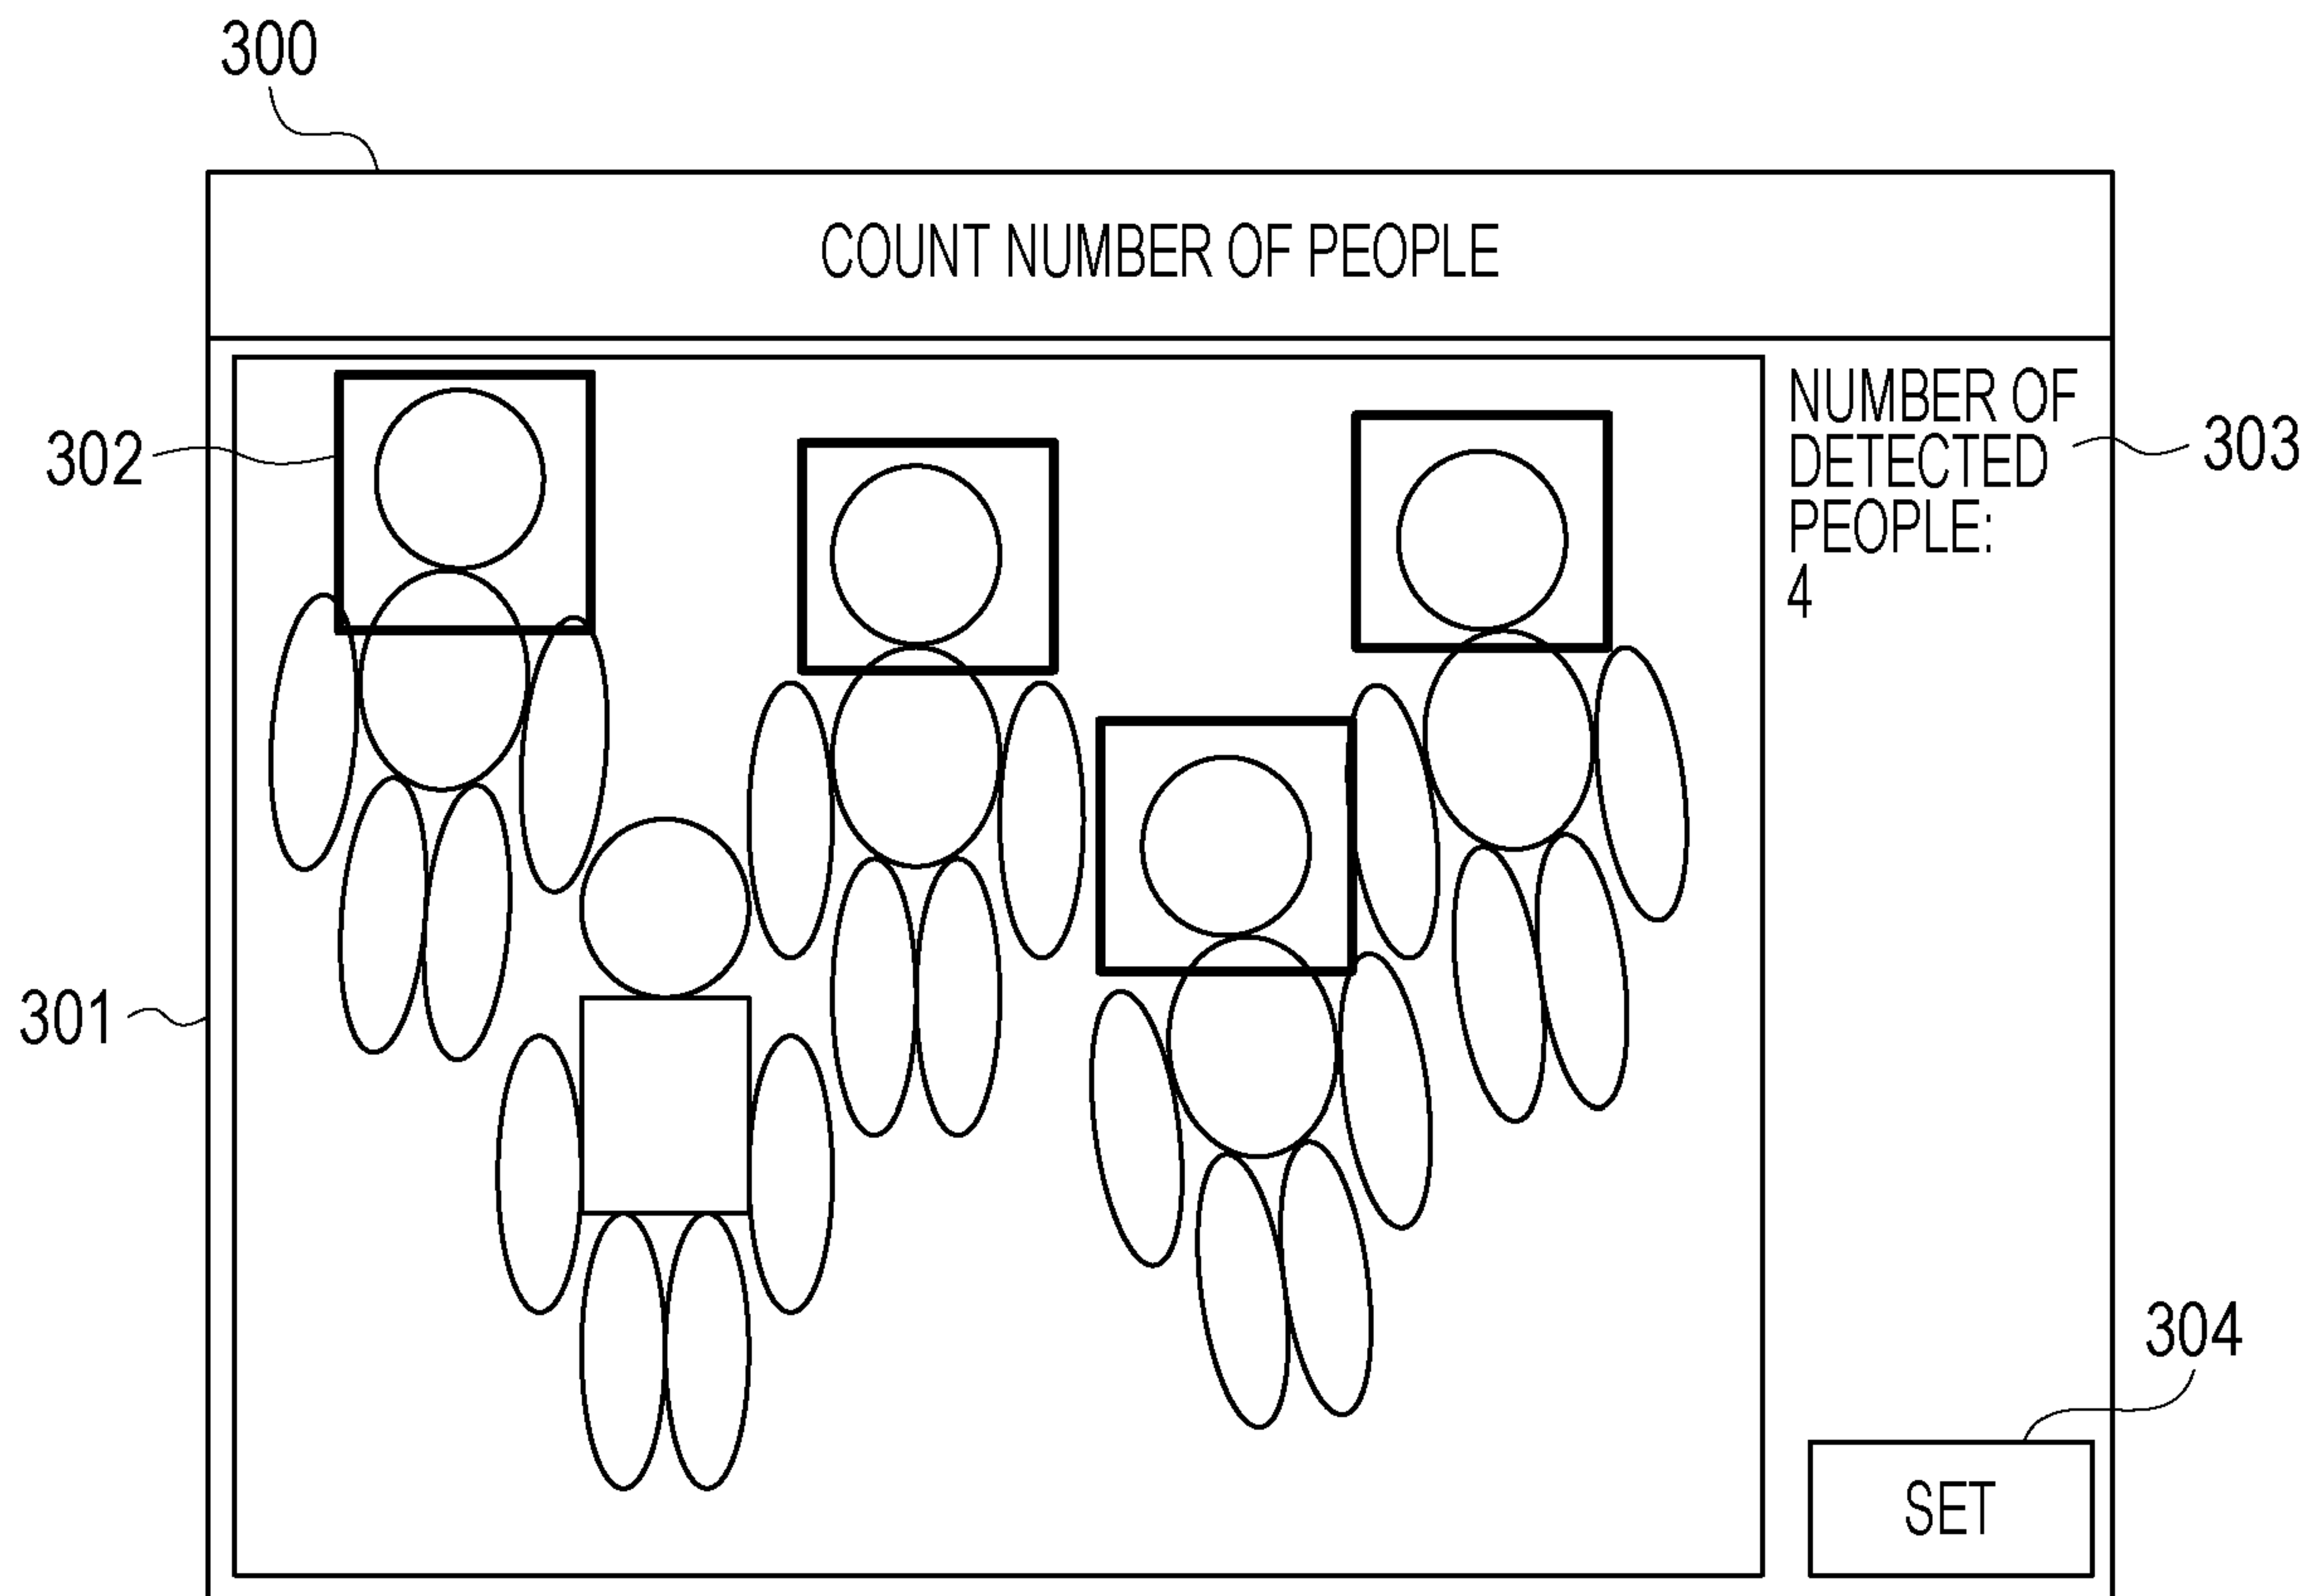 300
COUNT NUMBER OF PEOPLE
302
NUMBER OF
DETECTED
PEOPLE:
4
303
301
304
SET